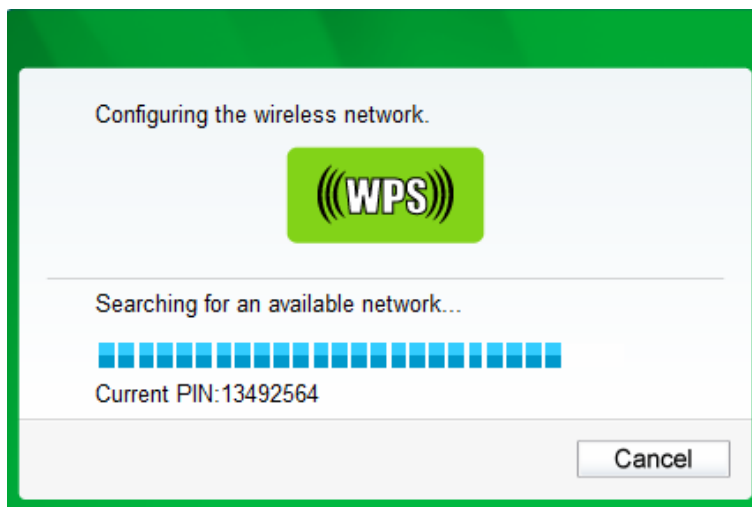 Configuring the wireless network.
WPS
Searching for an available network...
Current PIN:13492564
Cancel